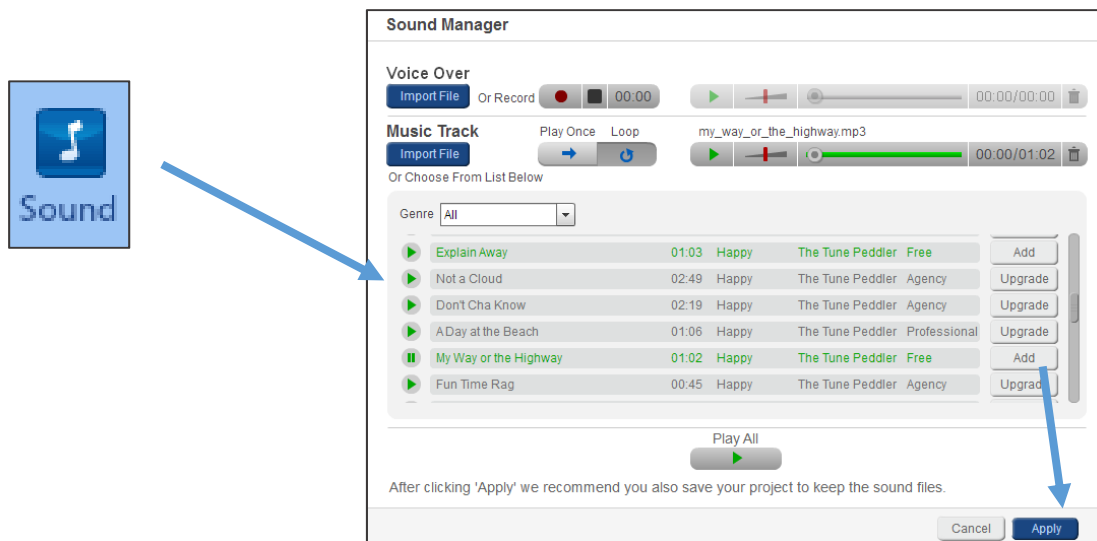 Sound
Sound Manager
Voice Over
Import File Or Record 00:00 00:00/00:00
Music Track Play Once Loop my_way_or_the_highway.mp3
Import File 00:00/01:02
Or Choose From List Below
Genre All
Explain Away 01:03 Happy The Tune Peddler Free Add
Not a Cloud 02:49 Happy The Tune Peddler Agency Upgrade
Don't Cha Know 02:19 Happy The Tune Peddler Agency Upgrade
A Day at the Beach 01:06 Happy The Tune Peddler Professional Upgrade
My Way or the Highway 01:02 Happy The Tune Peddler Free Add
Fun Time Rag 00:45 Happy The Tune Peddler Agency Upgrade
Play All
After clicking 'Apply' we recommend you also save your project to keep the sound files.
Cancel Apply